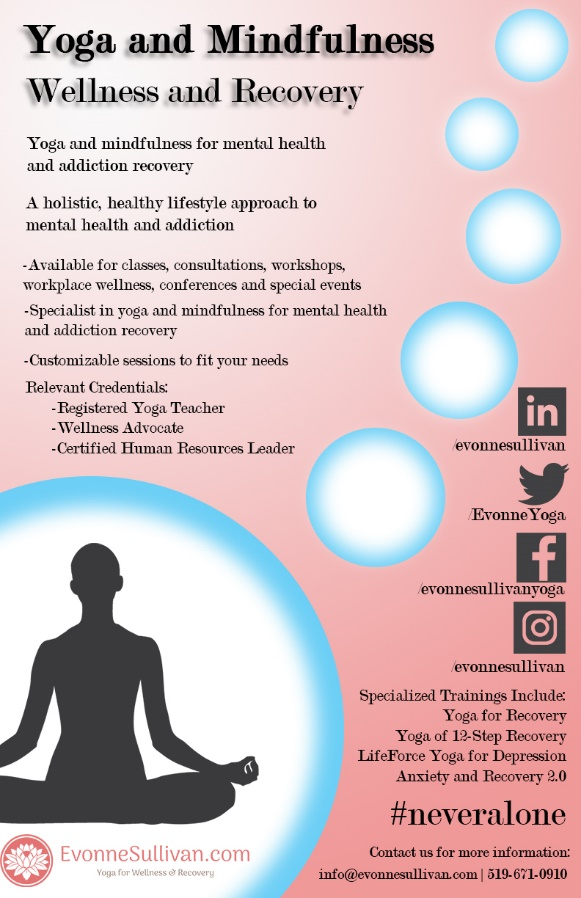 Yoga and Mindfulness
Wellness and Recovery
Yoga and mindfulness for mental health
and addiction recovery
A holistic, healthy lifestyle approach to
mental health and addiction
-Available for classes, consultations, workshops,
workplace wellness, conferences and special events
-Specialist in yoga and mindfulness for mental health
and addiction recovery
-Customizable sessions to fit your needs
Relevant Credentials:
-Registered Yoga Teacher
-Wellness Advocate
-Certified Human Resources Leader
in
/evonnesullivan
/EvonneYoga
f
/evonnesullivanyoga
/evonnesullivan
Specialized Trainings Include:
Yoga for Recovery
Yoga of 12-Step Recovery
LifeForce Yoga for Depression
Anxiety and Recovery 2.0
#neveralone
EvonneSullivan.com
Yoga for Wellness & Recovery
Contact us for more information:
info@evonnesullivan.com | 519-671-0910